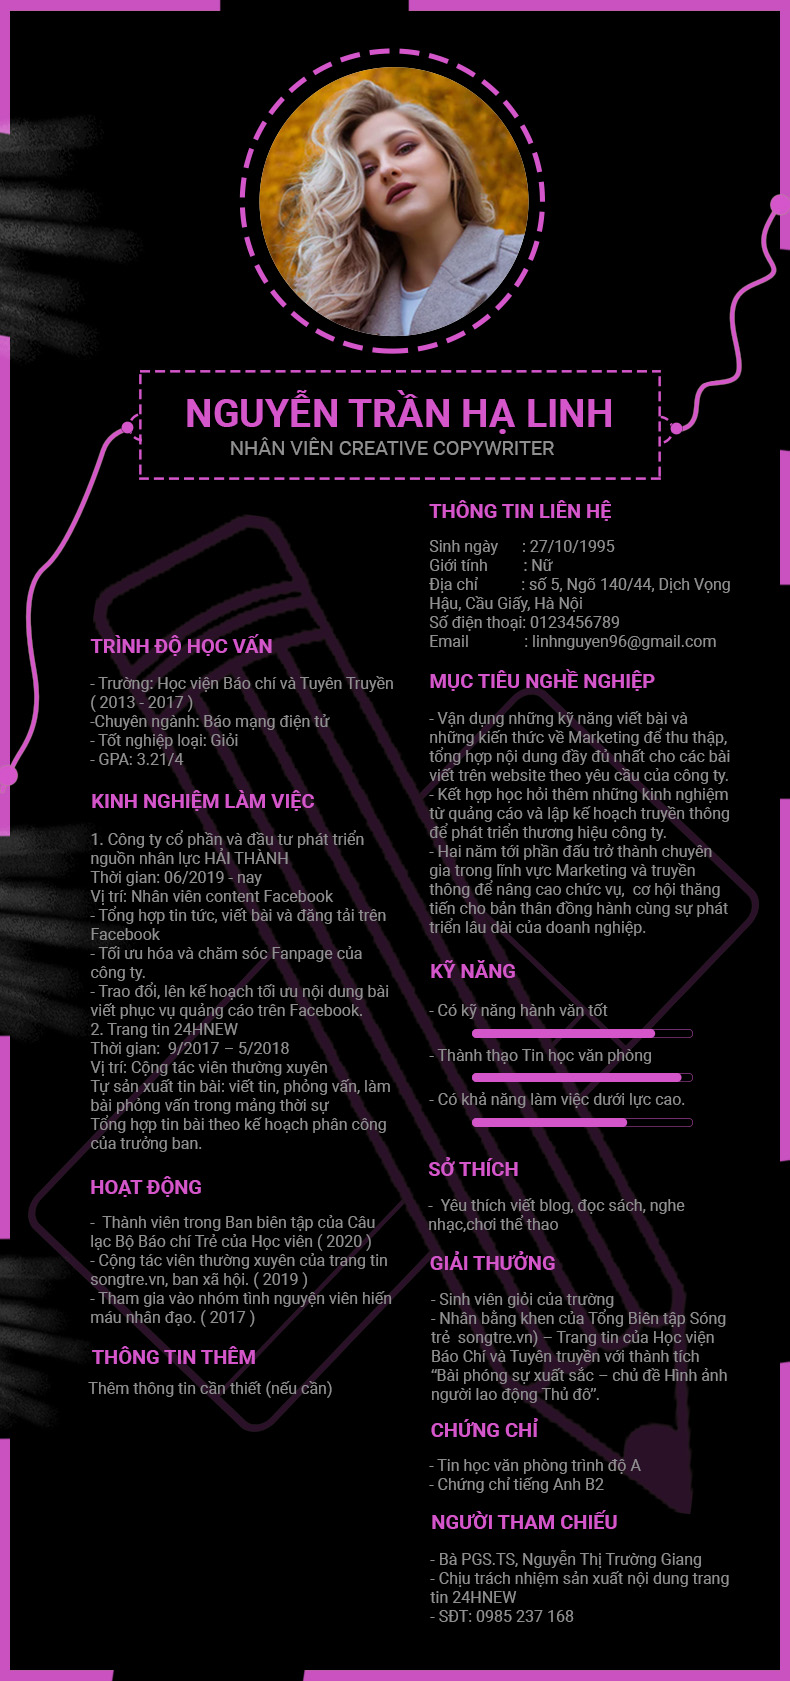 NGUYỄN TRẦN HẠ LINH
NHÂN VIÊN CREATIVE COPYWRITER
TRÌNH ĐỘ HỌC VẤN
- Trường: Học viện Báo chí và Tuyên Truyền
( 2013 - 2017 )
-Chuyên ngành: Báo mạng điện tử
- Tốt nghiệp loại: Giỏi
- GPA: 3.21/4
KINH NGHIỆM LÀM VIỆC
1. Công ty cổ phần và đầu tư phát triển
nguồn nhân lực HẢI THÀNH
Thời gian: 06/2019 - nay
Vị trí: Nhân viên content Facebook
- Tổng hợp tin tức, viết bài và đăng tải trên
Facebook
- Tối ưu hóa và chăm sóc Fanpage của
công ty.
- Trao đổi, lên kế hoạch tối ưu nội dung bài
viết phục vụ quảng cáo trên Facebook.
2. Trang tin 24HNEW
Thời gian:  9/2017 – 5/2018
Vị trí: Cộng tác viên thường xuyên
Tự sản xuất tin bài: viết tin, phỏng vấn, làm
bài phỏng vấn trong mảng thời sự
Tổng hợp tin bài theo kế hoạch phân công
của trưởng ban.
HOẠT ĐỘNG
-  Thành viên trong Ban biên tập của Câu
lạc Bộ Báo chí Trẻ của Học viên ( 2020 )
- Cộng tác viên thường xuyên của trang tin
songtre.vn, ban xã hội. ( 2019 )
- Tham gia vào nhóm tình nguyện viên hiến
máu nhân đạo. ( 2017 )
THÔNG TIN THÊM
Thêm thông tin cần thiết (nếu cần)
THÔNG TIN LIÊN HỆ
Sinh ngày : 27/10/1995
Giới tính : Nữ
Địa chỉ : số 5, Ngõ 140/44, Dịch Vọng
Hậu, Cầu Giấy, Hà Nội
Số điện thoại: 0123456789
Email : linhnguyen96@gmail.com
MỤC TIÊU NGHỀ NGHIỆP
- Vận dụng những kỹ năng viết bài và
những kiến thức về Marketing để thu thập,
tổng hợp nội dung đầy đủ nhất cho các bài
viết trên website theo yêu cầu của công ty.
- Kết hợp học hỏi thêm những kinh nghiệm
từ quảng cáo và lập kế hoạch truyền thông
để phát triển thương hiệu công ty.
- Hai năm tới phấn đấu trở thành chuyên
gia trong lĩnh vực Marketing và truyền
thông để nâng cao chức vụ,  cơ hội thăng
tiến cho bản thân đồng hành cùng sự phát
triển lâu dài của doanh nghiệp.
KỸ NĂNG
- Có kỹ năng hành văn tốt
- Thành thạo Tin học văn phòng
- Có khả năng làm việc dưới lực cao.
SỞ THÍCH
-  Yêu thích viết blog, đọc sách, nghe
nhạc,chơi thể thao
GIẢI THƯỞNG
- Sinh viên giỏi của trường
- Nhân bằng khen của Tổng Biên tập Sóng
trẻ  songtre.vn) – Trang tin của Học viện
Báo Chí và Tuyên truyền với thành tích
“Bài phóng sự xuất sắc – chủ đề Hình ảnh
người lao động Thủ đô”.
CHỨNG CHỈ
- Tin học văn phòng trình độ A
- Chứng chỉ tiếng Anh B2
NGƯỜI THAM CHIẾU
- Bà PGS.TS, Nguyễn Thị Trường Giang
- Chịu trách nhiệm sản xuất nội dung trang
tin 24HNEW
- SĐT: 0985 237 168